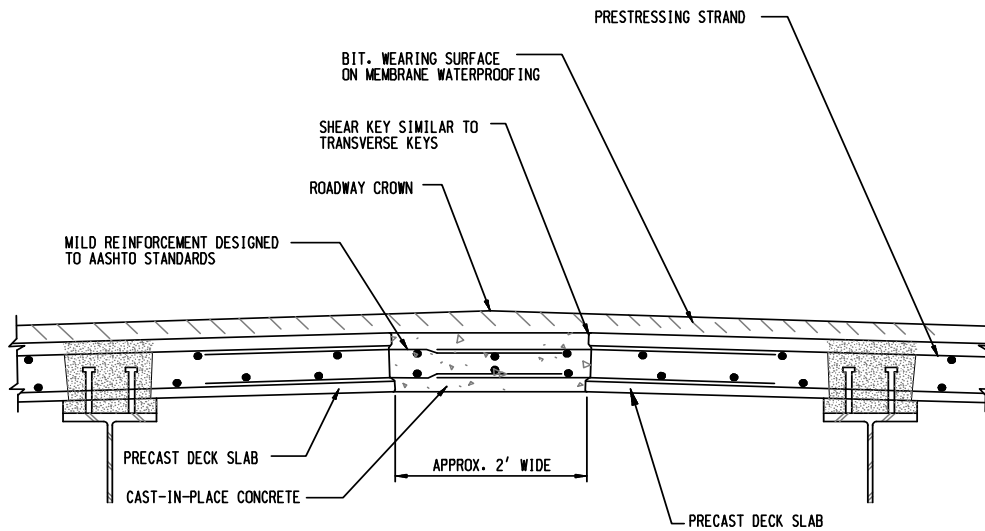 PRESTRESSING STRAND
BIT. WEARING SURFACE
ON MEMBRANE WATERPROOFING
SHEAR KEY SIMILAR TO
TRANSVERSE KEYS
ROADWAY CROWN
MILD REINFORCEMENT DESIGNED
TO AASHTO STANDARDS
PRECAST DECK SLAB
APPROX. 2' WIDE
CAST-IN-PLACE CONCRETE
PRECAST DECK SLAB